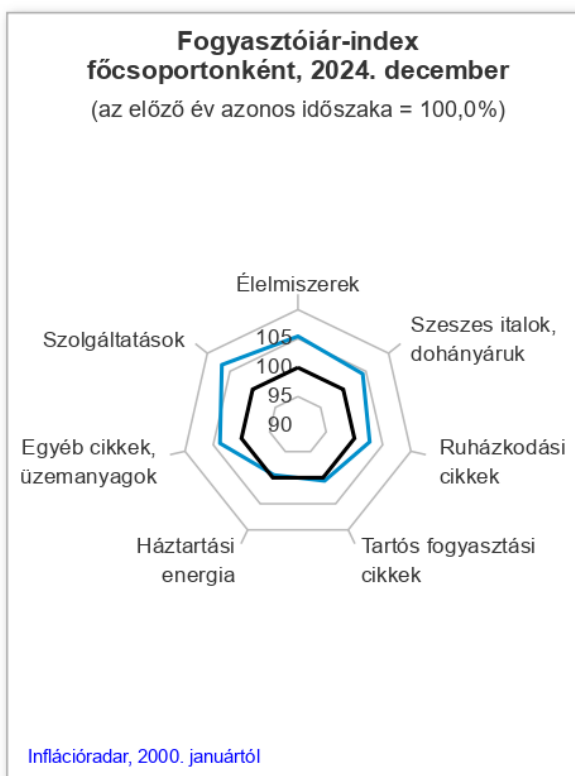 Fogyasztóiár-index
főcsoportonként, 2024. december
(az előző év azonos időszaka = 100,0%)
Élelmiszerek
Szeszes italok,
dohányáruk
Szolgáltatások
105
100
95
90
Egyéb cikkek,
üzemanyagok
Ruházkodási
cikkek
Háztartási
energia
Tartós fogyasztási
cikkek
Inflációradar, 2000. januártól